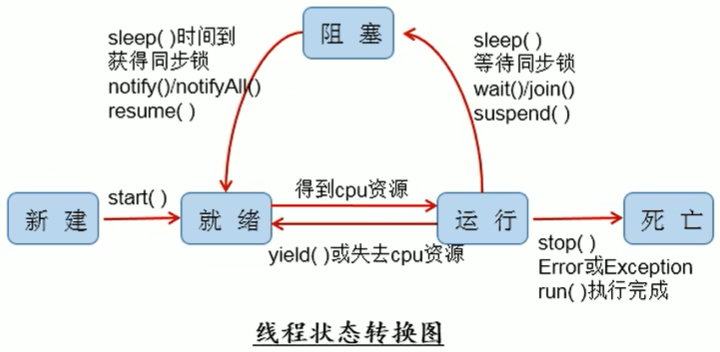 阻 塞
sleep( )时间到
获得同步锁
notify()/notifyAll()
resume( )
sleep( )
等待同步锁
wait()/join()
suspend( )
新 建
start( )
就 绪
得到cpu资源
yield( )或失去cpu资源
运 行
死 亡
stop( )
Error或Exception
run( )执行完成
线程状态转换图